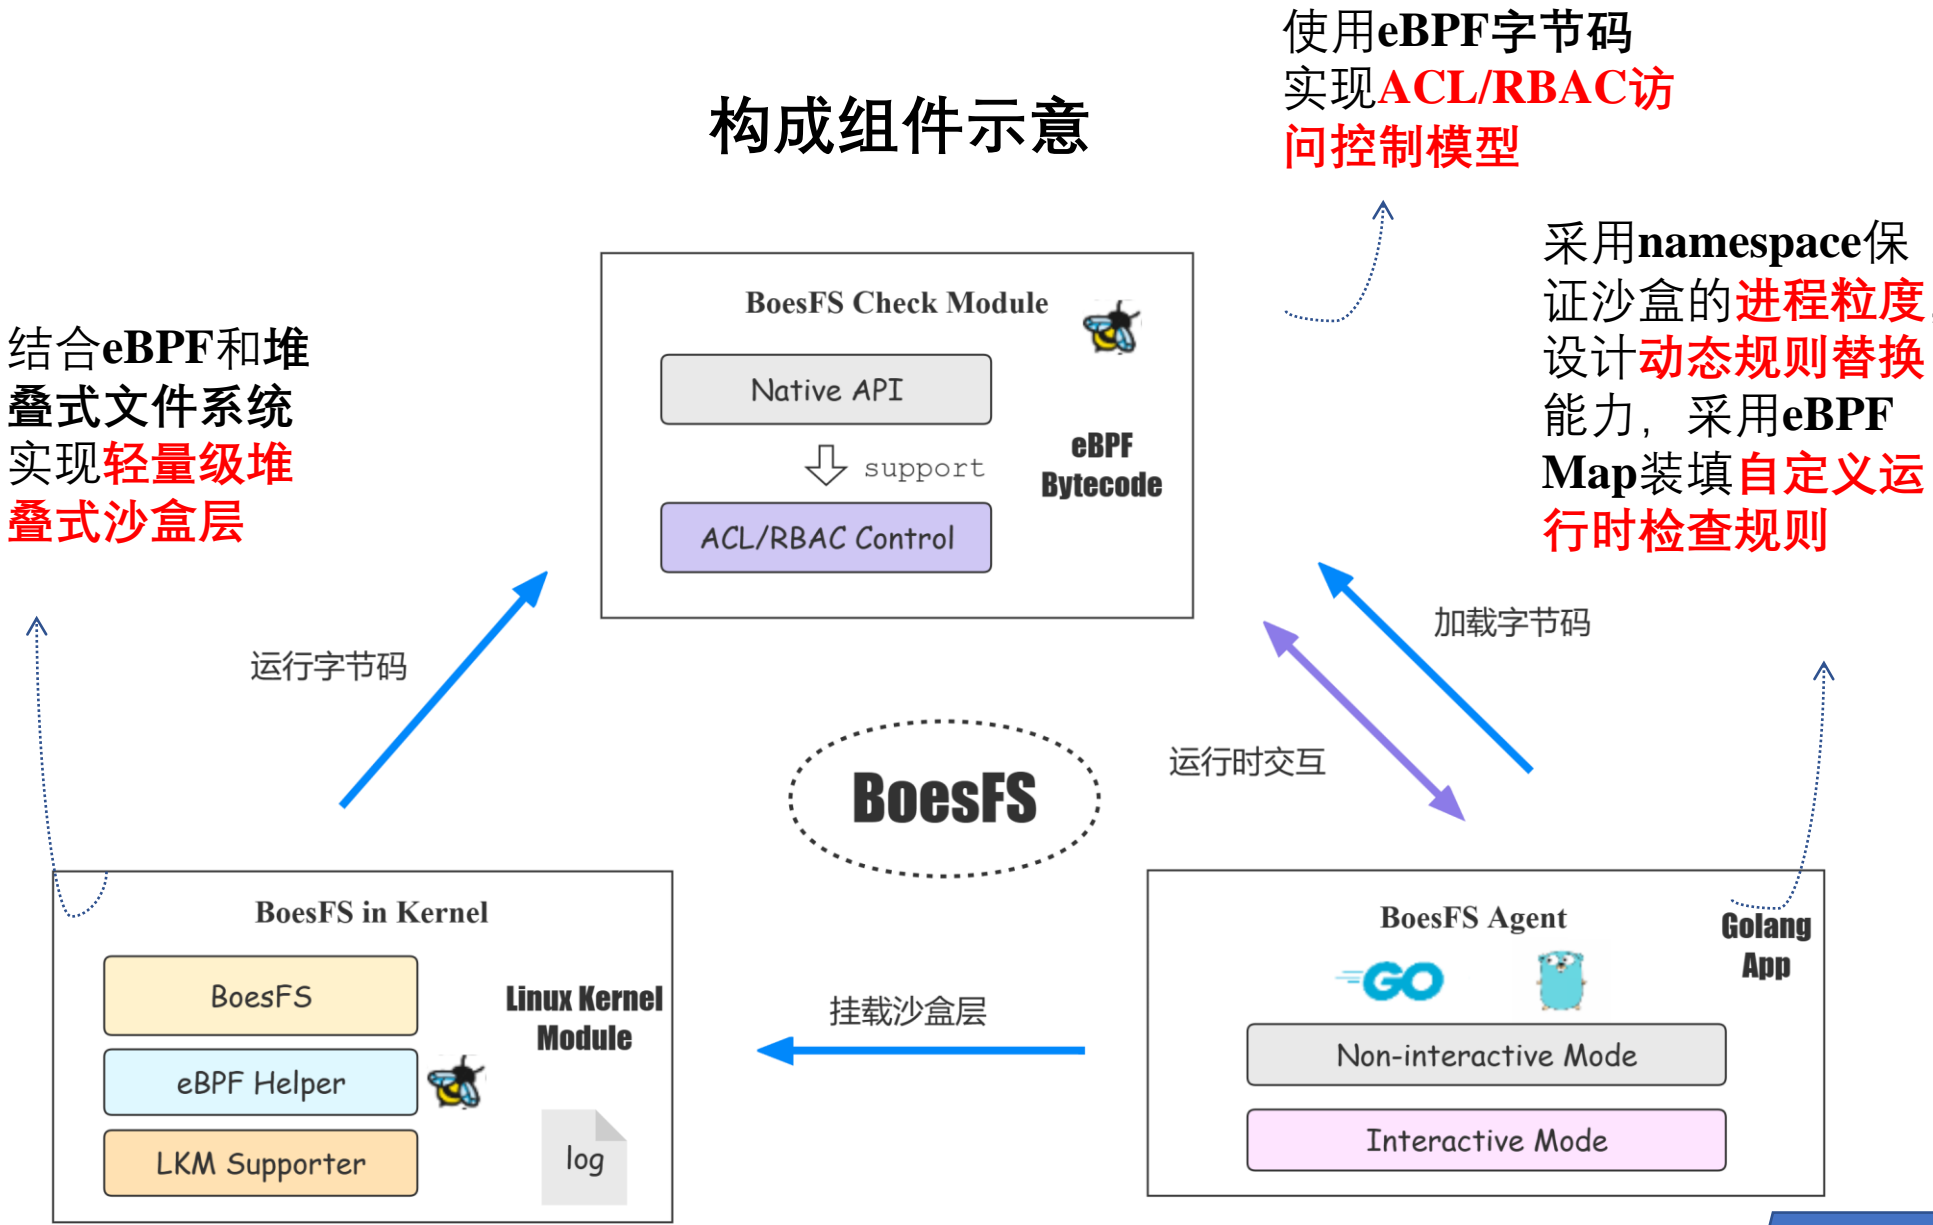 使用eBPF字节码
实现ACL/RBAC访
问控制模型
构成组件示意
采用namespace保
证沙盒的进程粒度
设计动态规则替换
能力，采用eBPF
Map装填自定义运
行时检查规则
结合eBPF和堆
叠式文件系统
实现轻量级堆
叠式沙盒层
BoesFS Check Module
Native API
support
ACL/RBAC Control
eBPF
Bytecode
运行字节码
加载字节码
运行时交互
BoesFS
BoesFS in Kernel
BoesFS
eBPF Helper
LKM Supporter
Linux Kernel
Module
log
挂载沙盒层
BoesFS Agent
GO
Golang
App
Non-interactive Mode
Interactive Mode